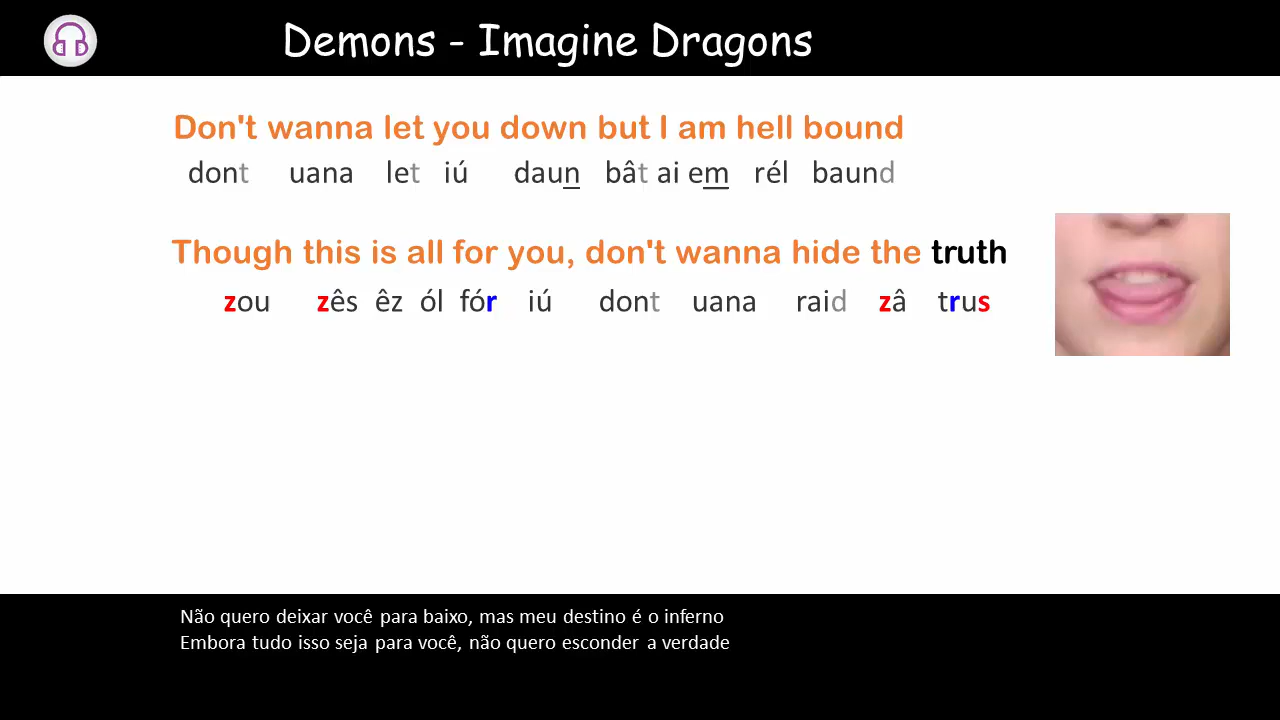 Demons - Imagine Dragons
Don't wanna let you down but I am hell bound
dont uana let iú daun bât ai em rél baund
Though this is all for you, don't wanna hide the truth
zou zês êz ól fór iú dont uana raid zâ trus
Não quero deixar você para baixo, mas meu destino é o inferno
Embora tudo isso seja para você, não quero esconder a verdade